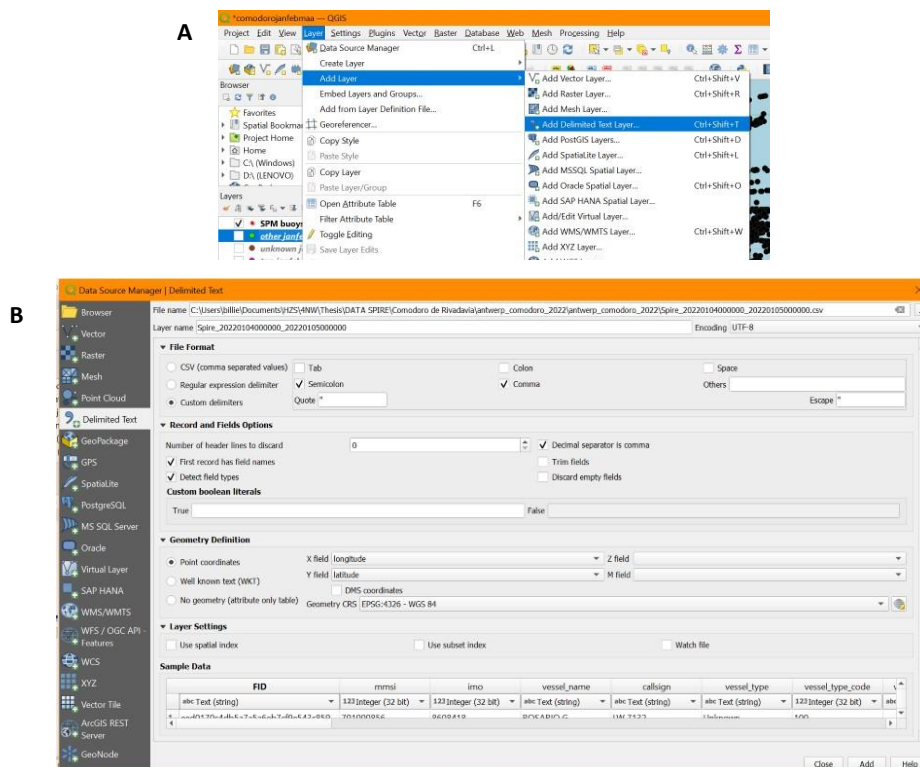 A
*comodorojanfebmaa — QGIS
Project Edit View Layer Settings Plugins Vector Raster Database Web Mesh Processing Help
Data Source Manager Ctrl+L
Create Layer
Add Layer
Embed Layers and Groups...
Add from Layer Definition File...
Georeferencer...
Copy Style
Paste Style
Copy Layer
Paste Layer/Group
Open Attribute Table F6
Filter Attribute Table
Toggle Editing
Save Layer Edits
Browser
Favorites
Spatial Bookmar
Project Home
Home
C:\ (Windows)
D:\ (LENOVO)
Layers
SPM buoys
other janfe
unknown j
Add Vector Layer... Ctrl+Shift+V
Add Raster Layer... Ctrl+Shift+R
Add Mesh Layer...
Add Delimited Text Layer... Ctrl+Shift+T
Add PostGIS Layers... Ctrl+Shift+D
Add SpatiaLite Layer... Ctrl+Shift+L
Add MSSQL Spatial Layer...
Add Oracle Spatial Layer... Ctrl+Shift+O
Add SAP HANA Spatial Layer...
Add/Edit Virtual Layer...
Add WMS/WMTS Layer... Ctrl+Shift+W
Add XYZ Layer...
B
Data Source Manager | Delimited Text
Browser
Vector
Raster
Mesh
Point Cloud
Delimited Text
GeoPackage
GPS
SpatiaLite
PostgreSQL
MS SQL Server
Oracle
Virtual Layer
SAP HANA
WMS/WMTS
WFS / OGC API -
Features
WCS
XYZ
Vector Tile
ArcGIS REST
Server
GeoNode
File name C:\Users\billie\Documents\HZS\4NW\Thesis\DATA SPIRE\Comodoro de Rivadavia\antwerp_comodoro_2022\antwerp_comodoro_2022\Spire_20220104000000_20220105000000.csv
Layer name Spire_20220104000000_20220105000000 Encoding UTF-8
File Format
CSV (comma separated values) Tab Colon Space
Regular expression delimiter Semicolon Comma Others
Custom delimiters Quote " Escape "
Record and Fields Options
Number of header lines to discard 0 Decimal separator is comma
First record has field names Trim fields
Detect field types Discard empty fields
Custom boolean literals
True False
Geometry Definition
Point coordinates X field longitude Z field
Well known text (WKT) Y field latitude M field
DMS coordinates
No geometry (attribute only table) Geometry CRS EPSG:4326 - WGS 84
Layer Settings
Use spatial index Use subset index Watch file
Sample Data
FID mmsi imo vessel_name callsign vessel_type vessel_type_code
abc Text (string) 123 Integer (32 bit) 123 Integer (32 bit) abc Text (string) abc Text (string) abc Text (string) 123 Integer (32 bit) abc
701000856 8608418 ROSARIO G LW 7132 Unknown 100
Close Add Help